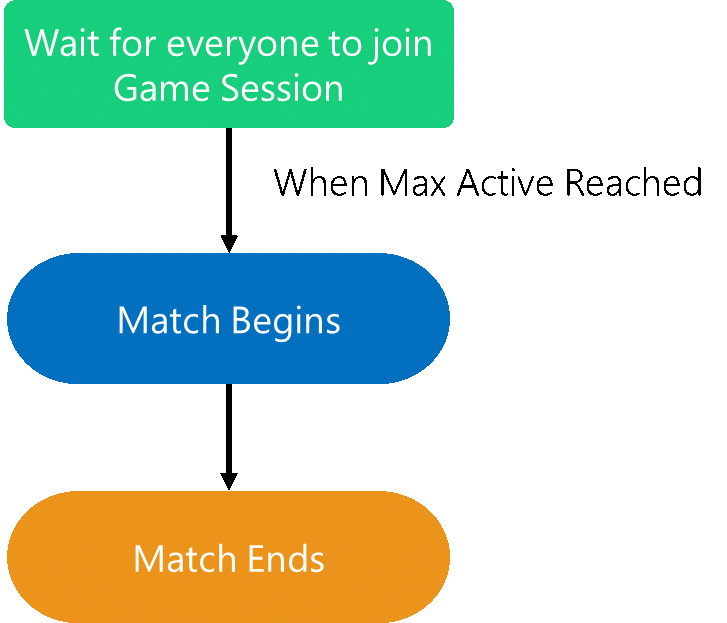 Wait for everyone to join
Game Session
When Max Active Reached
Match Begins
Match Ends